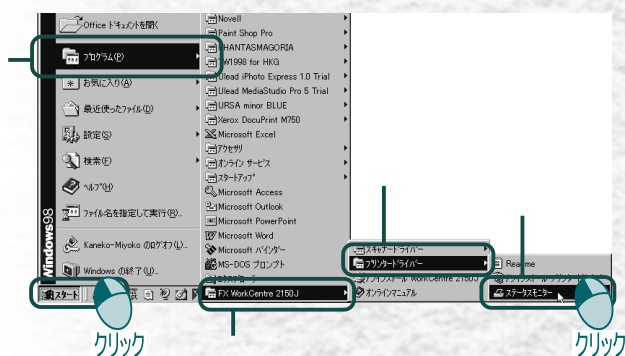 Office ﾄﾞｷｭﾒﾝﾄを開く
ﾌﾟﾛｸﾞﾗﾑ(P)
お気に入り(A)
最近使ったﾌｧｲﾙ(D)
設定(S)
検索(F)
ﾍﾙﾌﾟ(H)
ﾌｧｲﾙ名を指定して実行(R)...
Kaneko-Miyoko のﾛｸﾞｵﾌ(L)...
Windows の終了(U)...
Windows98
スタート
Novell
Paint Shop Pro
PHANTASMAGORIA
TW1998 for HKG
Ulead iPhoto Express 1.0 Trial
Ulead MediaStudio Pro 5 Trial
URSA minor BLUE
Xerox DocuPrint M750
Microsoft Excel
ｱｸｾｻﾘ
ｵﾝﾗｲﾝ ｻｰﾋﾞｽ
ｽﾀｰﾄｱｯﾌﾟ
Microsoft Access
Microsoft Outlook
Microsoft PowerPoint
Microsoft Word
Microsoft ﾊﾞｲﾝﾀﾞｰ
MS-DOS ﾌﾟﾛﾝﾌﾟﾄ
FX WorkCentre 2150J
ｽｷｬﾅｰﾄﾞﾗｲﾊﾞｰ
ﾌﾟﾘﾝﾀｰﾄﾞﾗｲﾊﾞｰ
WorkCentre 2150J
ｵﾝﾗｲﾝﾏﾆｭｱﾙ
Readme
ｽﾃｰﾀｽﾓﾆﾀｰ
クリック
クリック